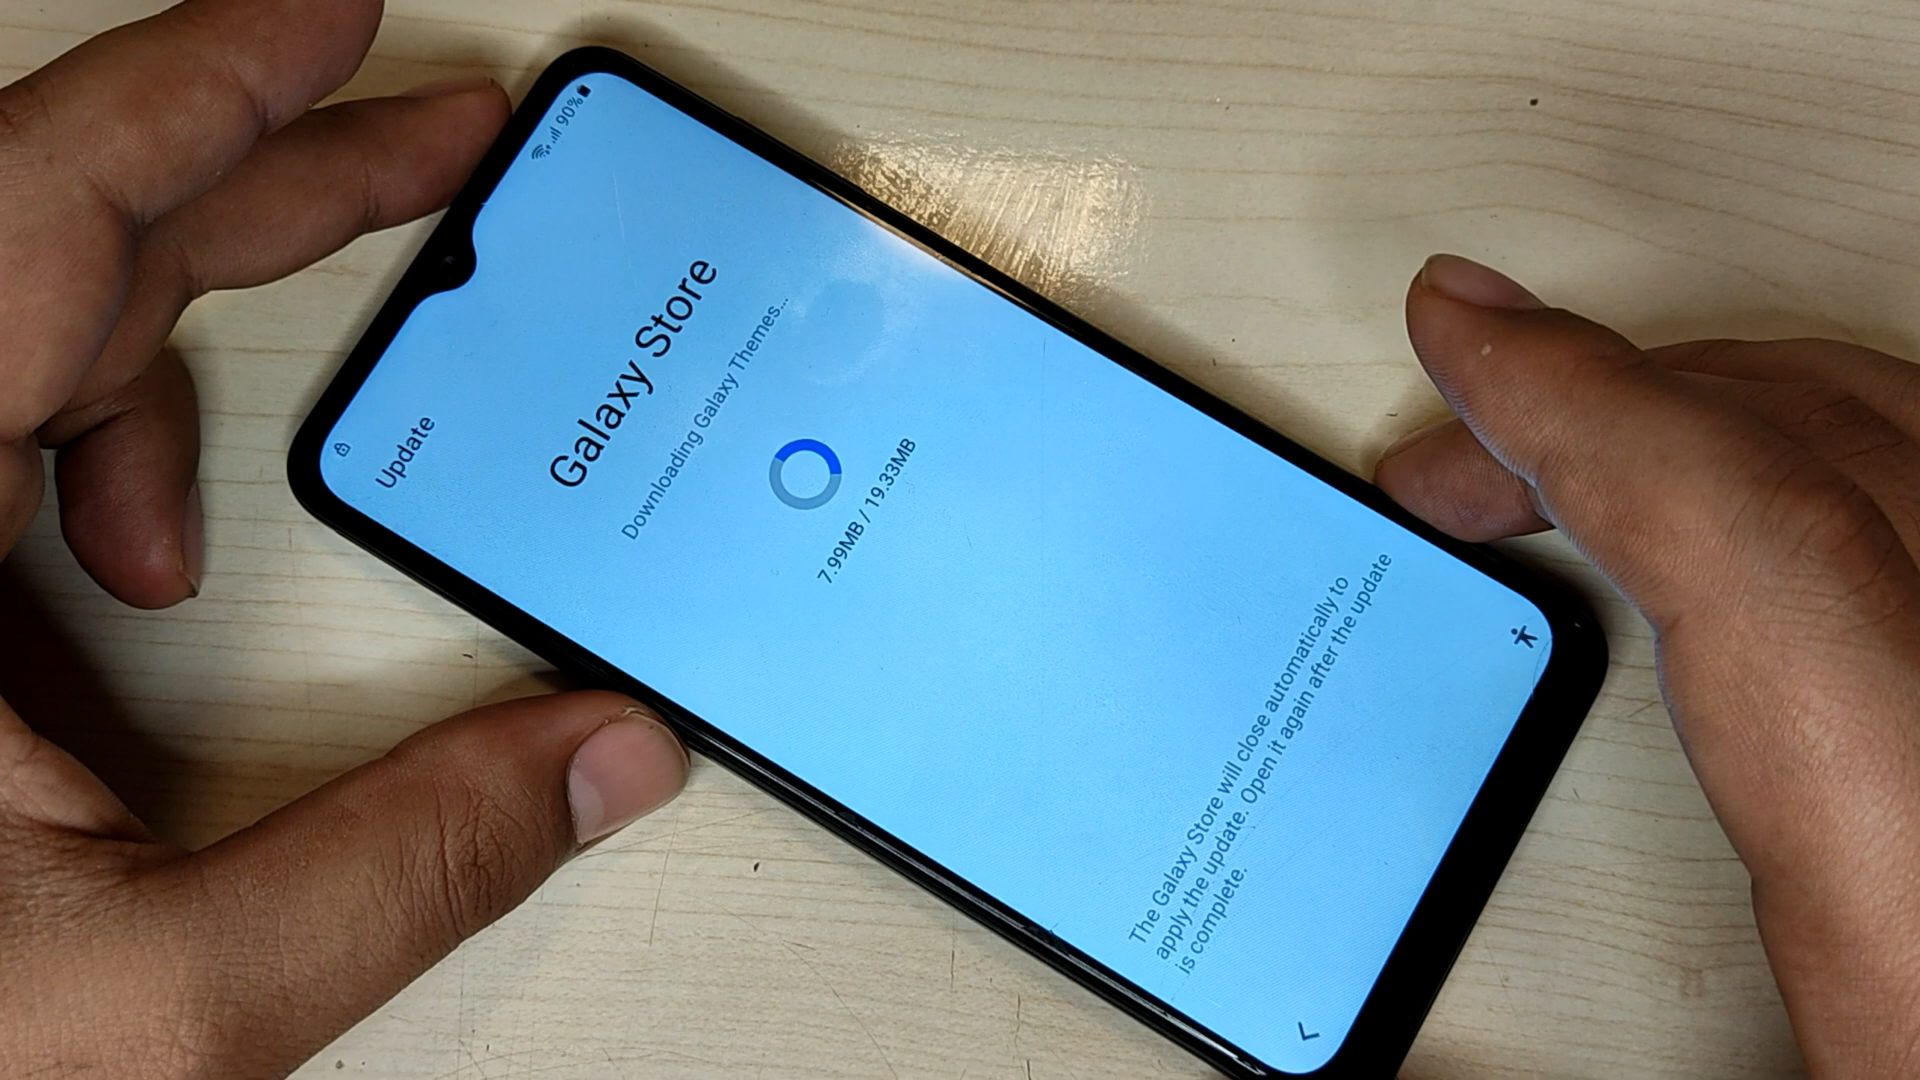 90%
Update
Galaxy Store
Downloading Galaxy Themes...
7.99MB / 19.33MB
The Galaxy Store will close automatically to
apply the update. Open it again after the update
is complete.